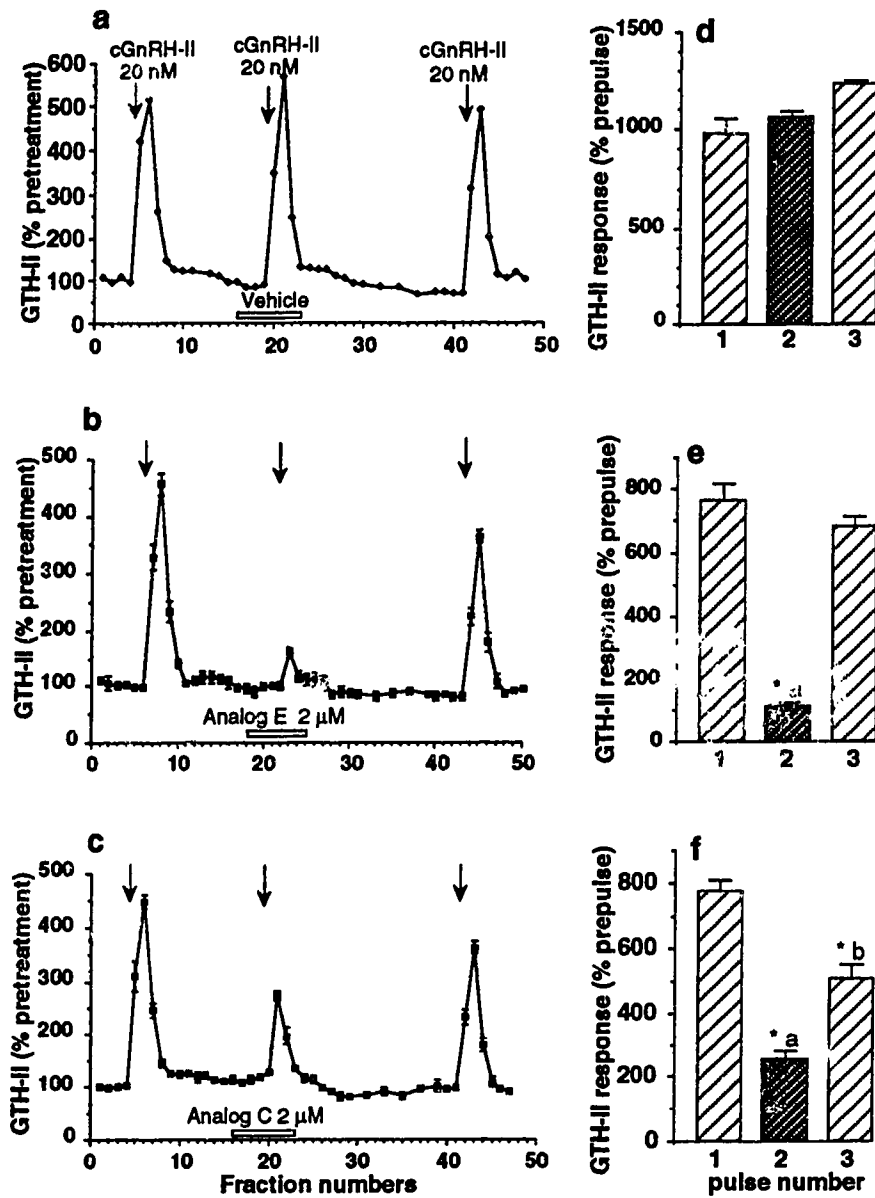 a
cGnRH-II
20 nM
cGnRH-II
20 nM
cGnRH-II
20 nM
GTH-II (% pretreatment)
600
500
400
300
200
100
0
Vehicle
0 10 20 30 40 50
d
GTH-II response (% prepulse)
1500
1000
500
0
1 2 3
b
GTH-II (% pretreatment)
500
400
300
200
100
0
Analog E 2 µM
0 10 20 30 40 50
e
GTH-II response (% prepulse)
800
600
400
200
0
*
1 2 3
c
GTH-II (% pretreatment)
500
400
300
200
100
0
Analog C 2 µM
0 10 20 30 40 50
Fraction numbers
f
GTH-II response (% prepulse)
800
600
400
200
0
* a
* b
1 2 3
pulse number